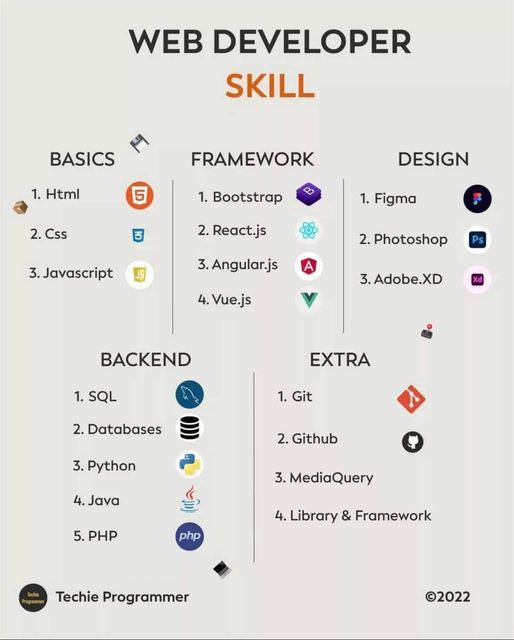 WEB DEVELOPER
SKILL
BASICS
1. Html
2. Css
3. Javascript
JS
FRAMEWORK
1. Bootstrap
B
2. React.js
3. Angular.js
A
4. Vue.js
DESIGN
1. Figma
2. Photoshop
Ps
3. Adobe.XD
Xd
BACKEND
1. SQL
2. Databases
3. Python
4. Java
5. PHP
php
EXTRA
1. Git
2. Github
3. MediaQuery
4. Library & Framework
Techie
Programmer
Techie Programmer
©2022